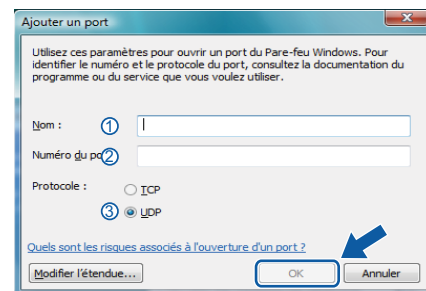 Ajouter un port
Utilisez ces paramètres pour ouvrir un port du Pare-feu Windows. Pour
identifier le numéro et le protocole du port, consultez la documentation du
programme ou du service que vous voulez utiliser.
Nom : ①
Numéro du po ②
Protocole : TCP
③ UDP
Quels sont les risques associés à l'ouverture d'un port ?
Modifier l'étendue... OK Annuler